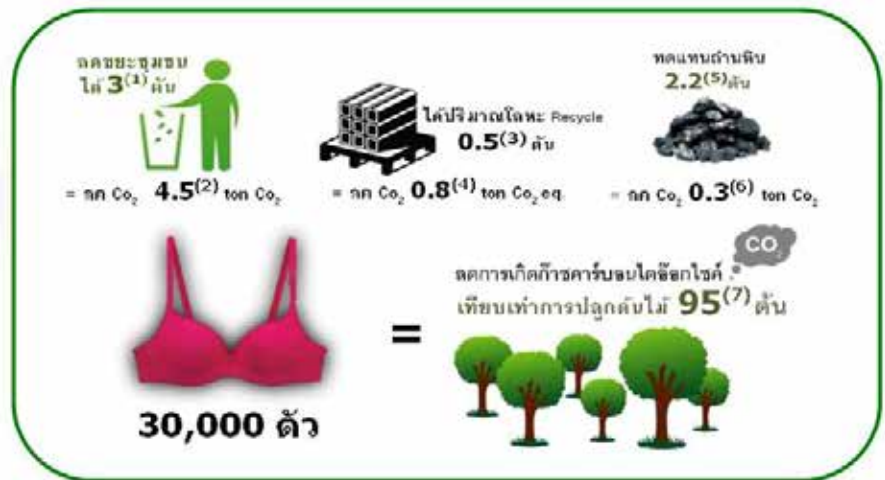 ลดขยะชุมชน
ได้ 3(1) ตัน
= ลด Co2 4.5(2) ton Co2
ได้ปริมาณโลหะ Recycle
0.5(3) ตัน
= ลด Co2 0.8(4) ton Co2 eq.
ทดแทนถ่านหิน
2.2(5)ตัน
= ลด Co2 0.3(6) ton Co2
30,000 ตัว
=
CO2
ลดการเกิดก๊าซคาร์บอนไดอ๊อกไซค์
เทียบเท่าการปลูกต้นไม้ 95(7) ต้น